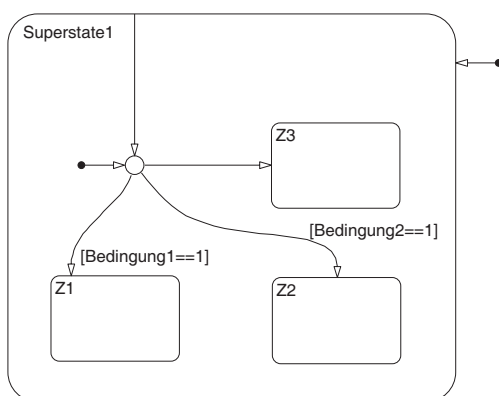 Superstate1
Z3
[Bedingung2==1]
[Bedingung1==1]
Z1
Z2